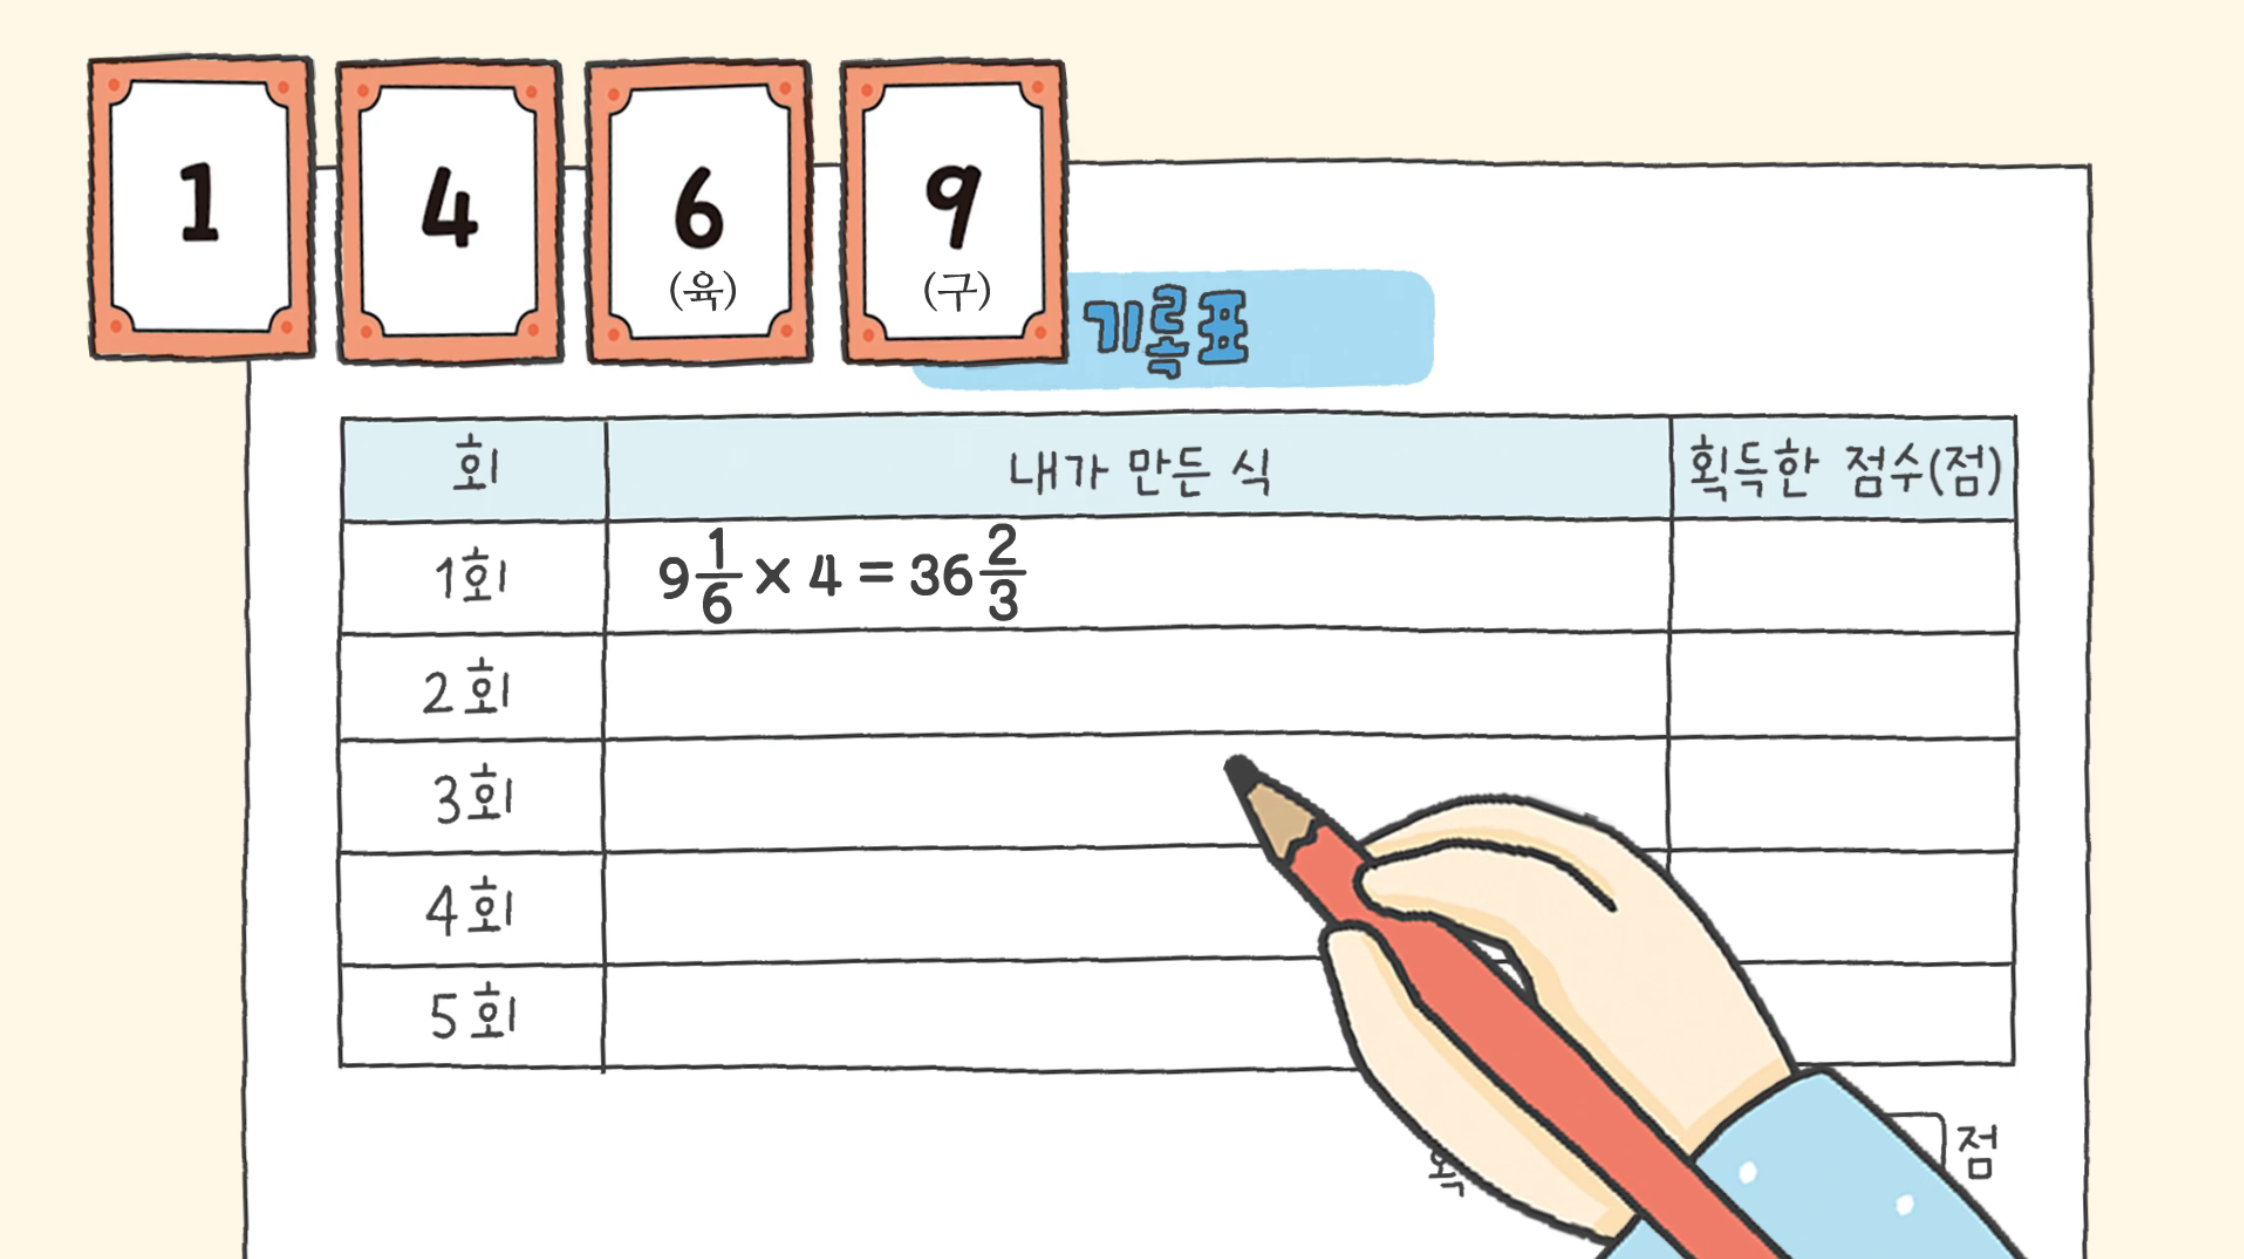 1 4 6 9
(육) (구)
기록표
회 내가 만든 식 획득한 점수(점)
1회 9 1/6 × 4 = 36 2/3
2회
3회
4회
5회
점